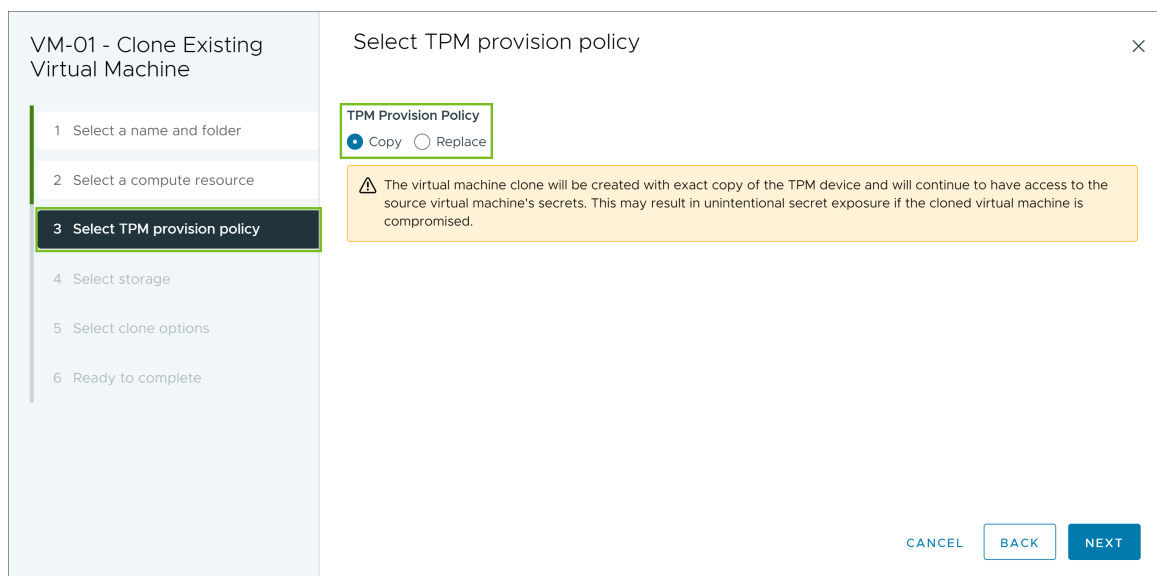 VM-01 - Clone Existing
Virtual Machine
1 Select a name and folder
2 Select a compute resource
3 Select TPM provision policy
4 Select storage
5 Select clone options
6 Ready to complete
Select TPM provision policy
TPM Provision Policy
Copy Replace
The virtual machine clone will be created with exact copy of the TPM device and will continue to have access to the
source virtual machine's secrets. This may result in unintentional secret exposure if the cloned virtual machine is
compromised.
CANCEL BACK NEXT